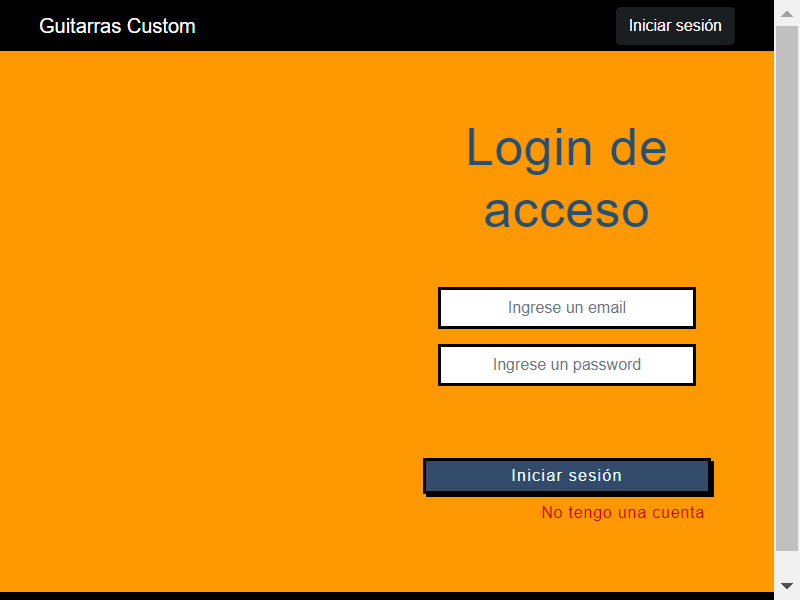 Guitarras Custom
Iniciar sesión
Login de
acceso
Ingrese un email
Ingrese un password
Iniciar sesión
No tengo una cuenta